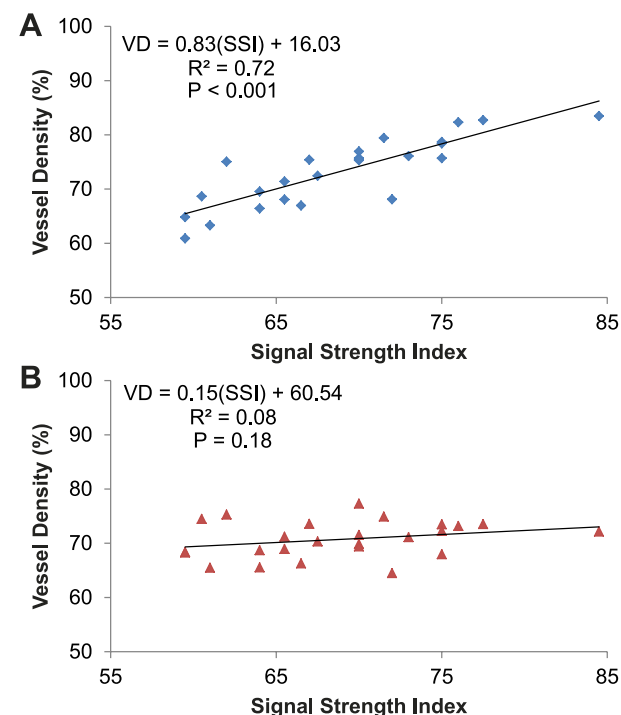 A
100
VD = 0.83(SSI) + 16.03
R² = 0.72
P < 0.001
90
80
70
60
50
Vessel Density (%)
55
65
75
85
Signal Strength Index
B
100
VD = 0.15(SSI) + 60.54
R² = 0.08
P = 0.18
90
80
70
60
50
Vessel Density (%)
55
65
75
85
Signal Strength Index